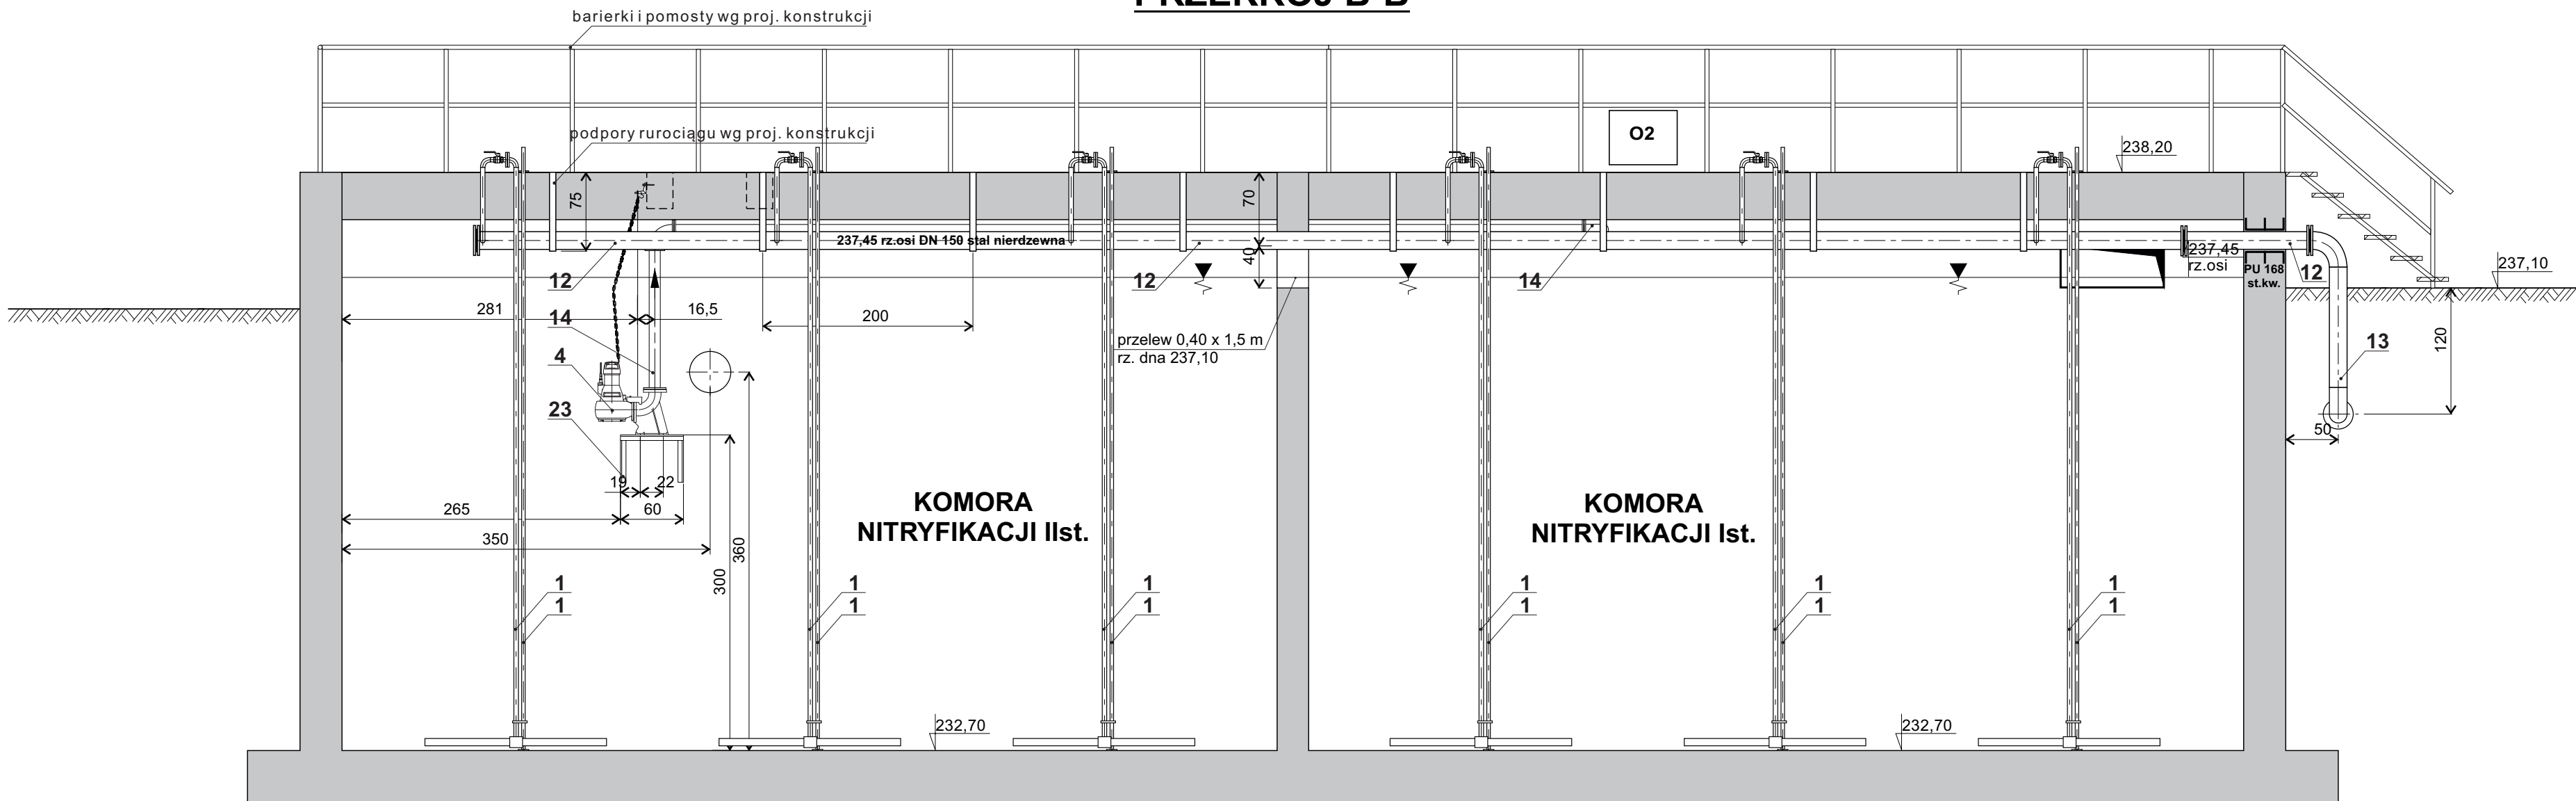 PRZEKRÓJ B-B
barierki i pomosty wg proj. konstrukcji
podpory rurociągu wg proj. konstrukcji
O2
238,20
75
70
237,45 rz.osi DN 150 stal nierdzewna
40
237,45
rz.osi
PU 168
st.kw.
12
12
14
12
237,10
281
14
16,5
200
przelew 0,40 x 1,5 m
rz. dna 237,10
4
13
120
23
50
19
22
265
60
350
360
300
KOMORA
NITRYFIKACJI IIst.
KOMORA
NITRYFIKACJI Ist.
1
1
1
1
1
1
1
1
1
1
1
1
232,70
232,70